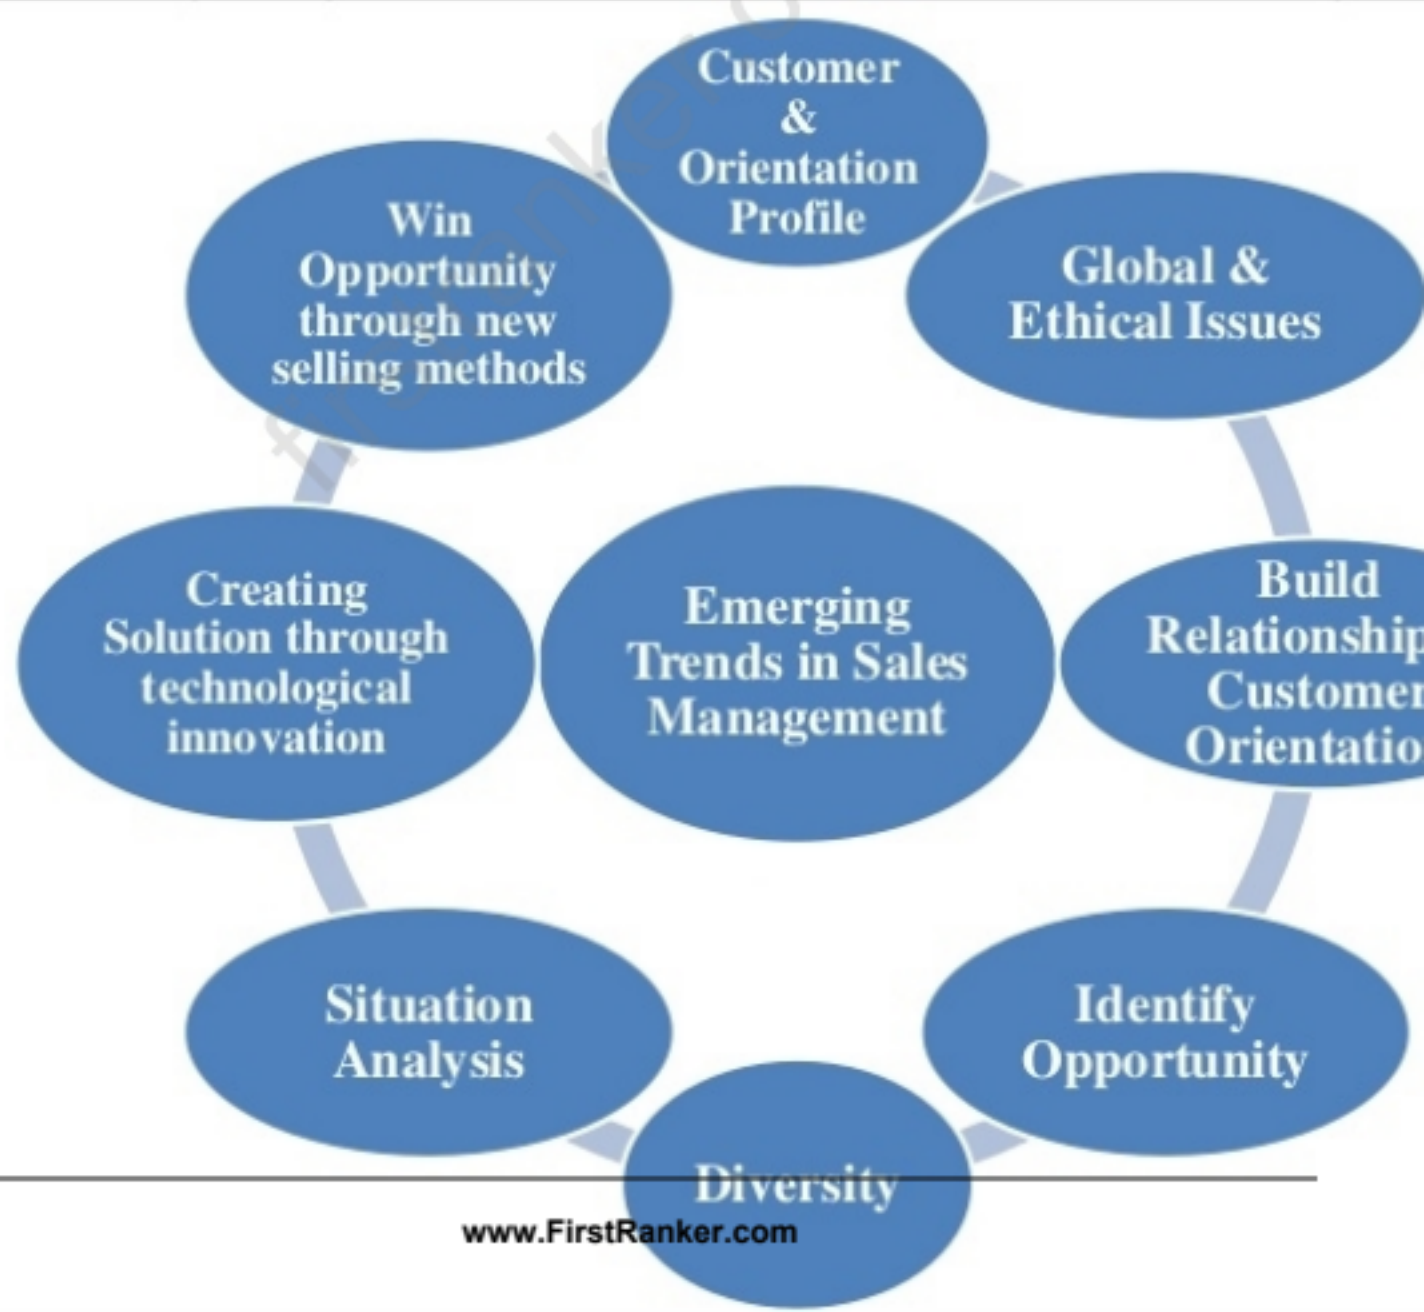 Customer
&
Orientation
Profile
Global &
Ethical Issues
Build
Relationship
Customer
Orientatio
Identify
Opportunity
Diversity
Situation
Analysis
Creating
Solution through
technological
innovation
Win
Opportunity
through new
selling methods
Emerging
Trends in Sales
Management
www.FirstRanker.com